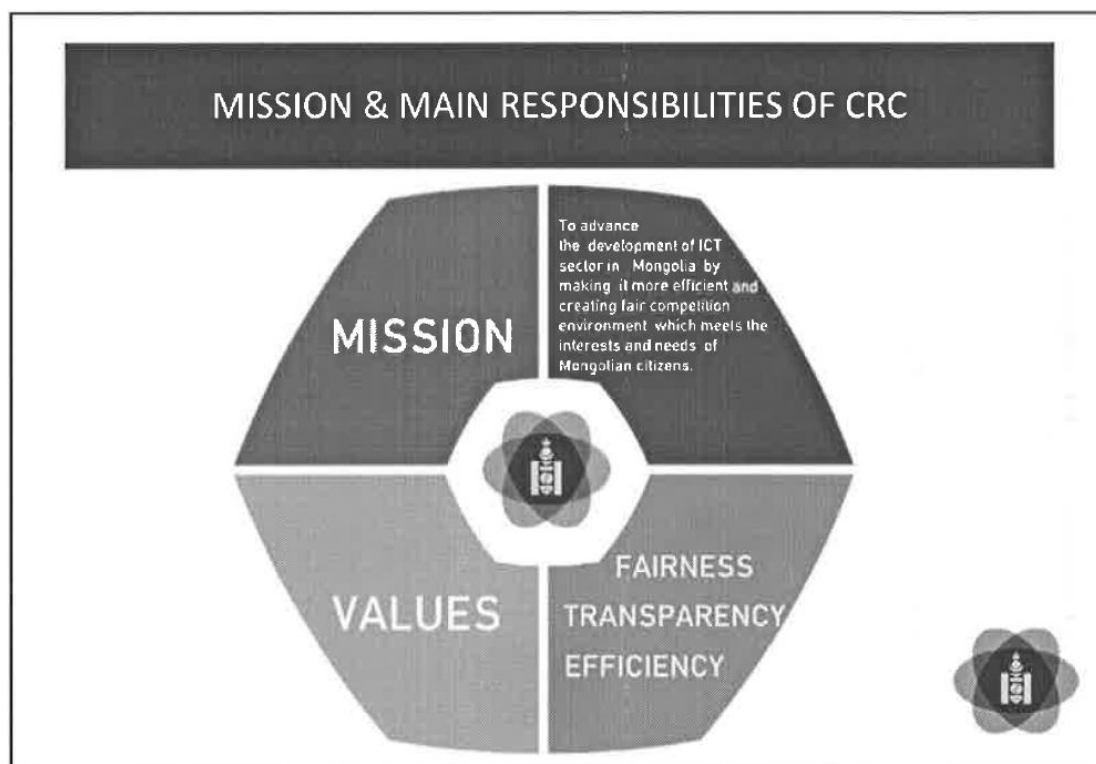 MISSION & MAIN RESPONSIBILITIES OF CRC
MISSION
To advance
the development of ICT
sector in Mongolia by
making it more efficient and
creating fair competition
environment which meets the
interests and needs of
Mongolian citizens.
VALUES
FAIRNESS
TRANSPARENCY
EFFICIENCY